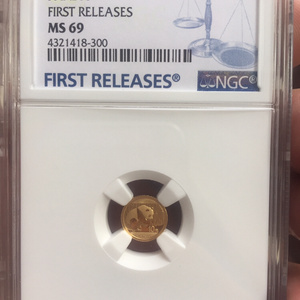 FIRST RELEASES
MS 69
4321418-300
FIRST RELEASES®
NGC